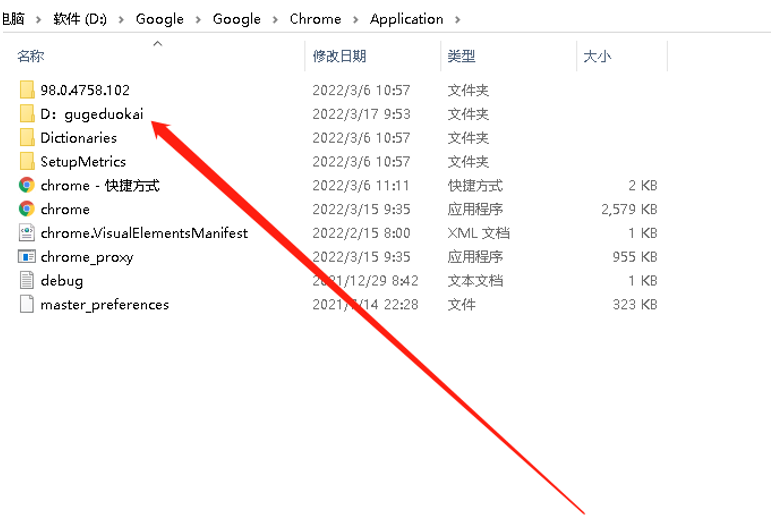 电脑 › 软件 (D:) › Google › Google › Chrome › Application ›
名称 修改日期 类型 大小
98.0.4758.102 2022/3/6 10:57 文件夹
D：gugeduokai 2022/3/17 9:53 文件夹
Dictionaries 2022/3/6 10:57 文件夹
SetupMetrics 2022/3/6 10:57 文件夹
chrome - 快捷方式 2022/3/6 11:11 快捷方式 2 KB
chrome 2022/3/15 9:35 应用程序 2,579 KB
chrome.VisualElementsManifest 2022/2/15 8:00 XML 文档 1 KB
chrome_proxy 2022/3/15 9:35 应用程序 955 KB
debug 2021/12/29 8:42 文本文档 1 KB
master_preferences 22:28 文件 323 KB